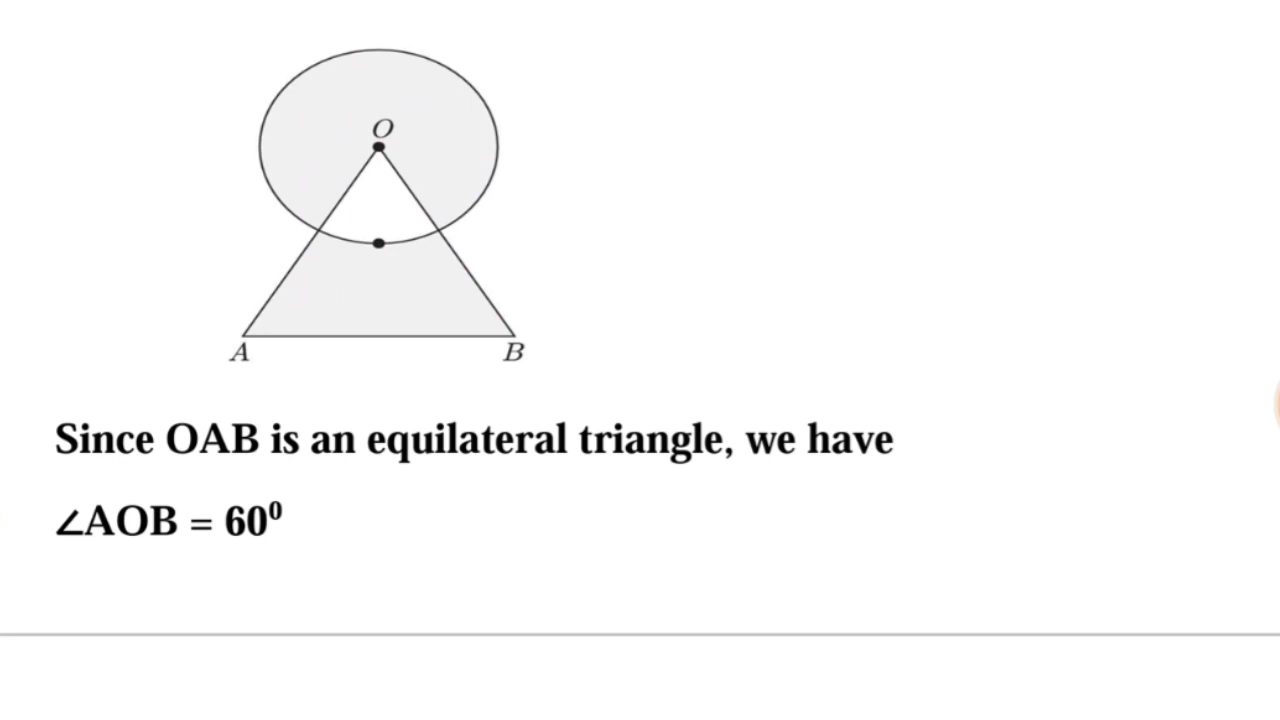 O
A B
Since OAB is an equilateral triangle, we have
∠AOB = 60⁰